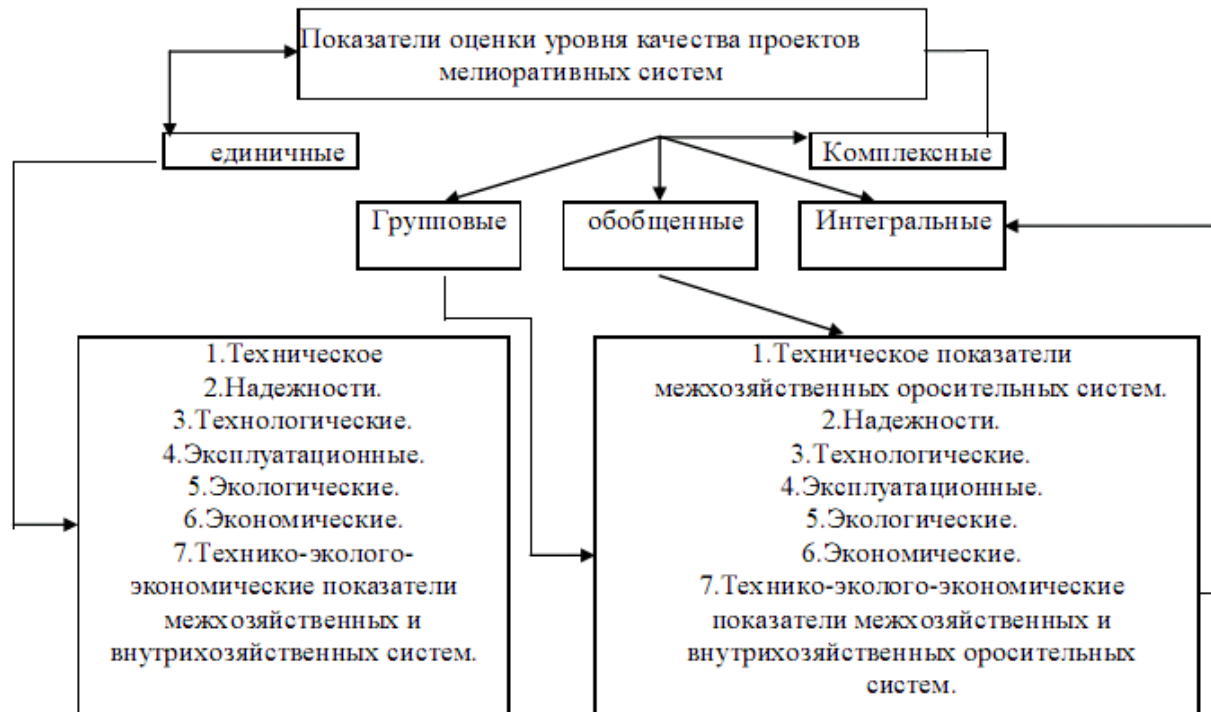 Показатели оценки уровня качества проектов
мелиоративных систем
единичные
Комплексные
Групповые
обобщенные
Интегральные
1.Техническое
2.Надежности.
3.Технологические.
4.Эксплуатационные.
5.Экологические.
6.Экономические.
7.Технико-эколого-
экономические показатели
межхозяйственных и
внутрихозяйственных систем.
1.Техническое показатели
межхозяйственных оросительных систем.
2.Надежности.
3.Технологические.
4.Эксплуатационные.
5.Экологические.
6.Экономические.
7.Технико-эколого-экономические
показатели межхозяйственных и
внутрихозяйственных оросительных
систем.